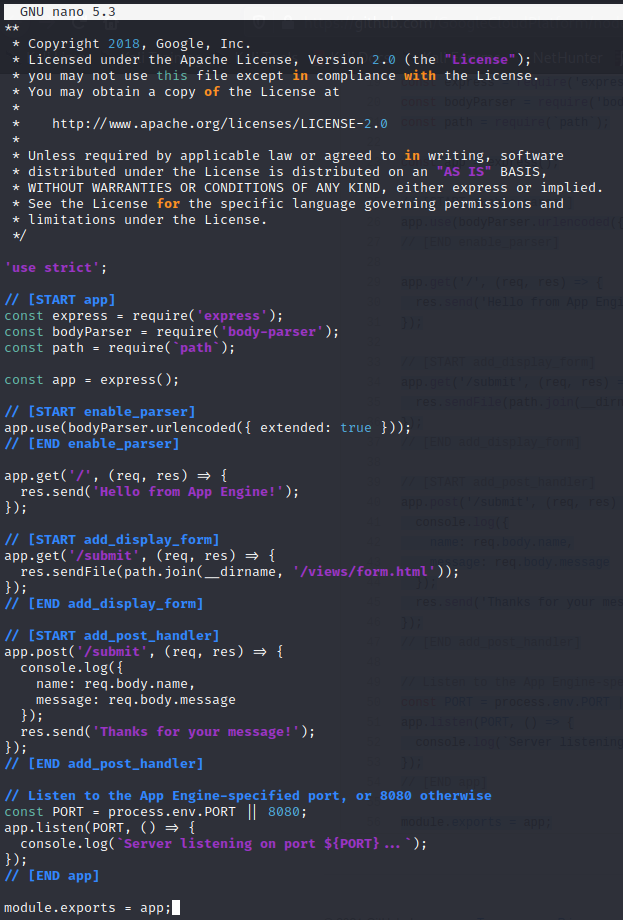 GNU nano 5.3
**
 * Copyright 2018, Google, Inc.
 * Licensed under the Apache License, Version 2.0 (the "License");
 * you may not use this file except in compliance with the License.
 * You may obtain a copy of the License at
 *
 *    http://www.apache.org/licenses/LICENSE-2.0
 *
 * Unless required by applicable law or agreed to in writing, software
 * distributed under the License is distributed on an "AS IS" BASIS,
 * WITHOUT WARRANTIES OR CONDITIONS OF ANY KIND, either express or implied.
 * See the License for the specific language governing permissions and
 * limitations under the License.
 */

'use strict';

// [START app]
const express = require('express');
const bodyParser = require('body-parser');
const path = require(`path`);

const app = express();

// [START enable_parser]
app.use(bodyParser.urlencoded({ extended: true }));
// [END enable_parser]

app.get('/', (req, res) => {
  res.send('Hello from App Engine!');
});

// [START add_display_form]
app.get('/submit', (req, res) => {
  res.sendFile(path.join(__dirname, '/views/form.html'));
});
// [END add_display_form]

// [START add_post_handler]
app.post('/submit', (req, res) => {
  console.log({
    name: req.body.name,
    message: req.body.message
  });
  res.send('Thanks for your message!');
});
// [END add_post_handler]

// Listen to the App Engine-specified port, or 8080 otherwise
const PORT = process.env.PORT || 8080;
app.listen(PORT, () => {
  console.log(`Server listening on port ${PORT}...`);
});
// [END app]

module.exports = app;